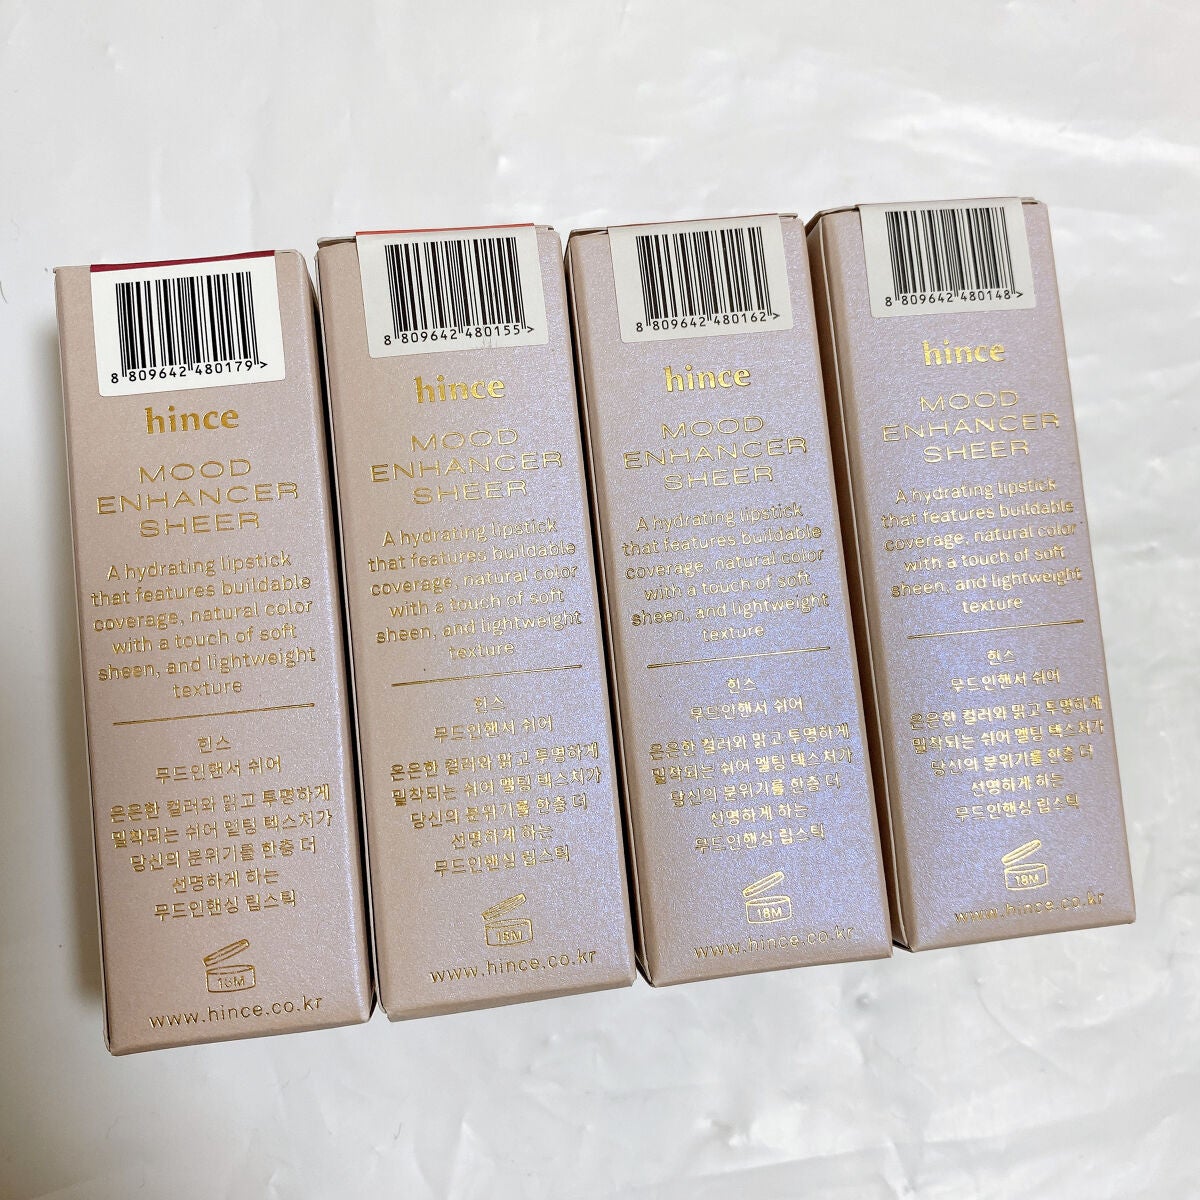 8 809642 480179 >
hince
MOOD
ENHANCER
SHEER
A hydrating lipstick
that features buildable
coverage, natural color
with a touch of soft
sheen, and lightweight
texture
힌스
무드인핸서 쉬어
은은한 컬러와 맑고 투명하게
밀착되는 쉬어 멜팅 텍스처가
당신의 분위기를 한층 더
선명하게 하는
무드인핸싱 립스틱
18M
www.hince.co.kr
8 809642 480155 >
hince
MOOD
ENHANCER
SHEER
A hydrating lipstick
that features buildable
coverage, natural color
with a touch of soft
sheen, and lightweight
texture
힌스
무드인핸서 쉬어
은은한 컬러와 맑고 투명하게
밀착되는 쉬어 멜팅 텍스처가
당신의 분위기를 한층 더
선명하게 하는
무드인핸싱 립스틱
18M
www.hince.co.kr
8 809642 480162 >
hince
MOOD
ENHANCER
SHEER
A hydrating lipstick
that features buildable
coverage, natural color
with a touch of soft
sheen, and lightweight
texture
힌스
무드인핸서 쉬어
은은한 컬러와 맑고 투명하게
밀착되는 쉬어 멜팅 텍스처가
당신의 분위기를 한층 더
선명하게 하는
무드인핸싱 립스틱
18M
www.hince.co.kr
8 809642 480148 >
hince
MOOD
ENHANCER
SHEER
A hydrating lipstick
that features buildable
coverage, natural color
with a touch of soft
sheen, and lightweight
texture
힌스
무드인핸서 쉬어
은은한 컬러와 맑고 투명하게
밀착되는 쉬어 멜팅 텍스처가
당신의 분위기를 한층 더
선명하게 하는
무드인핸싱 립스틱
18M
www.hince.co.kr